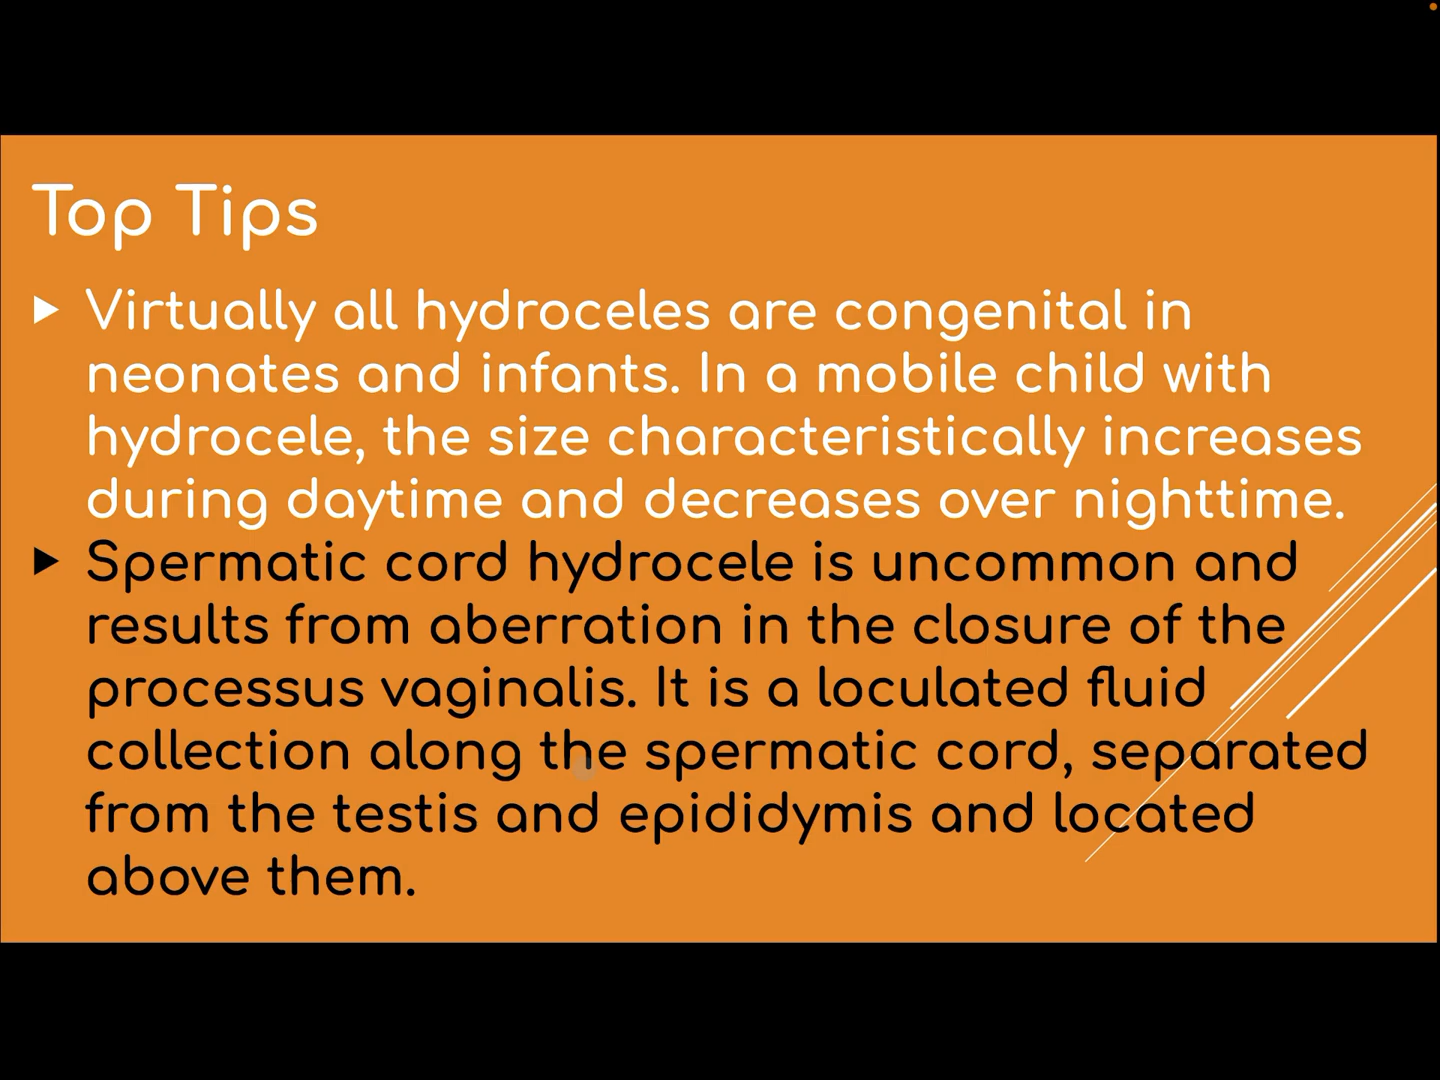 Top Tips
Virtually all hydroceles are congenital in
neonates and infants. In a mobile child with
hydrocele, the size characteristically increases
during daytime and decreases over nighttime.
Spermatic cord hydrocele is uncommon and
results from aberration in the closure of the
processus vaginalis. It is a loculated fluid
collection along the spermatic cord, separated
from the testis and epididymis and located
above them.